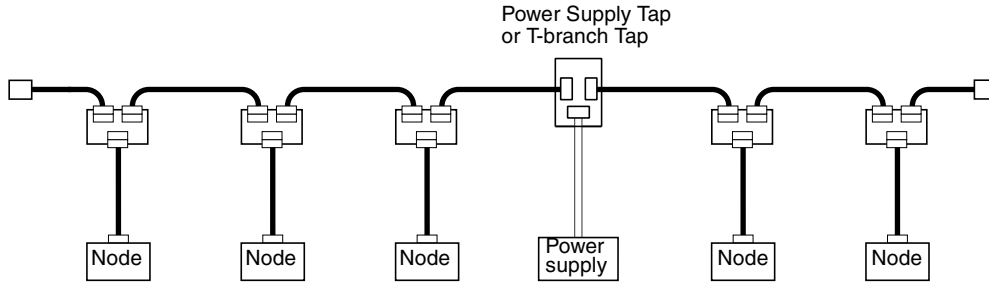 Power Supply Tap
or T-branch Tap
Node
Node
Node
Power
supply
Node
Node